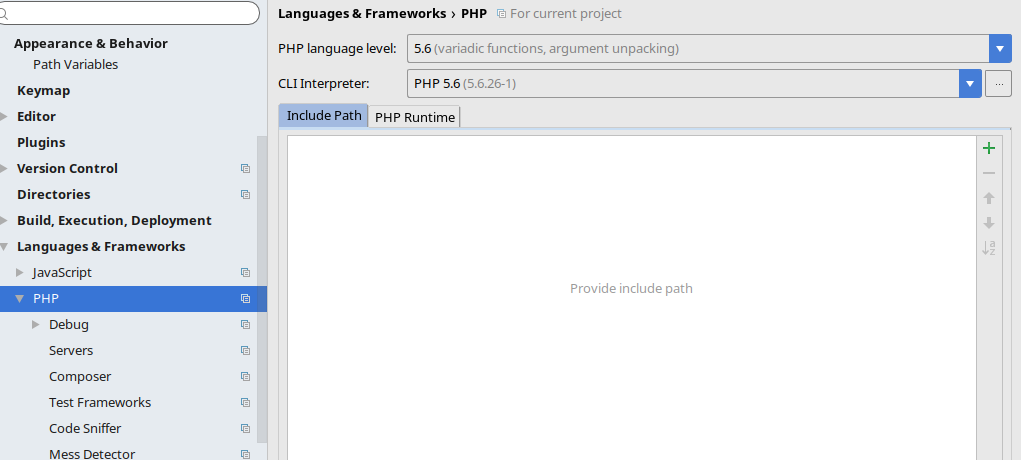 Languages & Frameworks › PHP For current project
Appearance & Behavior
Path Variables
Keymap
Editor
Plugins
Version Control
Directories
Build, Execution, Deployment
Languages & Frameworks
JavaScript
PHP
Debug
Servers
Composer
Test Frameworks
Code Sniffer
Mess Detector
PHP language level: 5.6 (variadic functions, argument unpacking)
CLI Interpreter: PHP 5.6 (5.6.26-1) ...
Include Path PHP Runtime
Provide include path
a
z